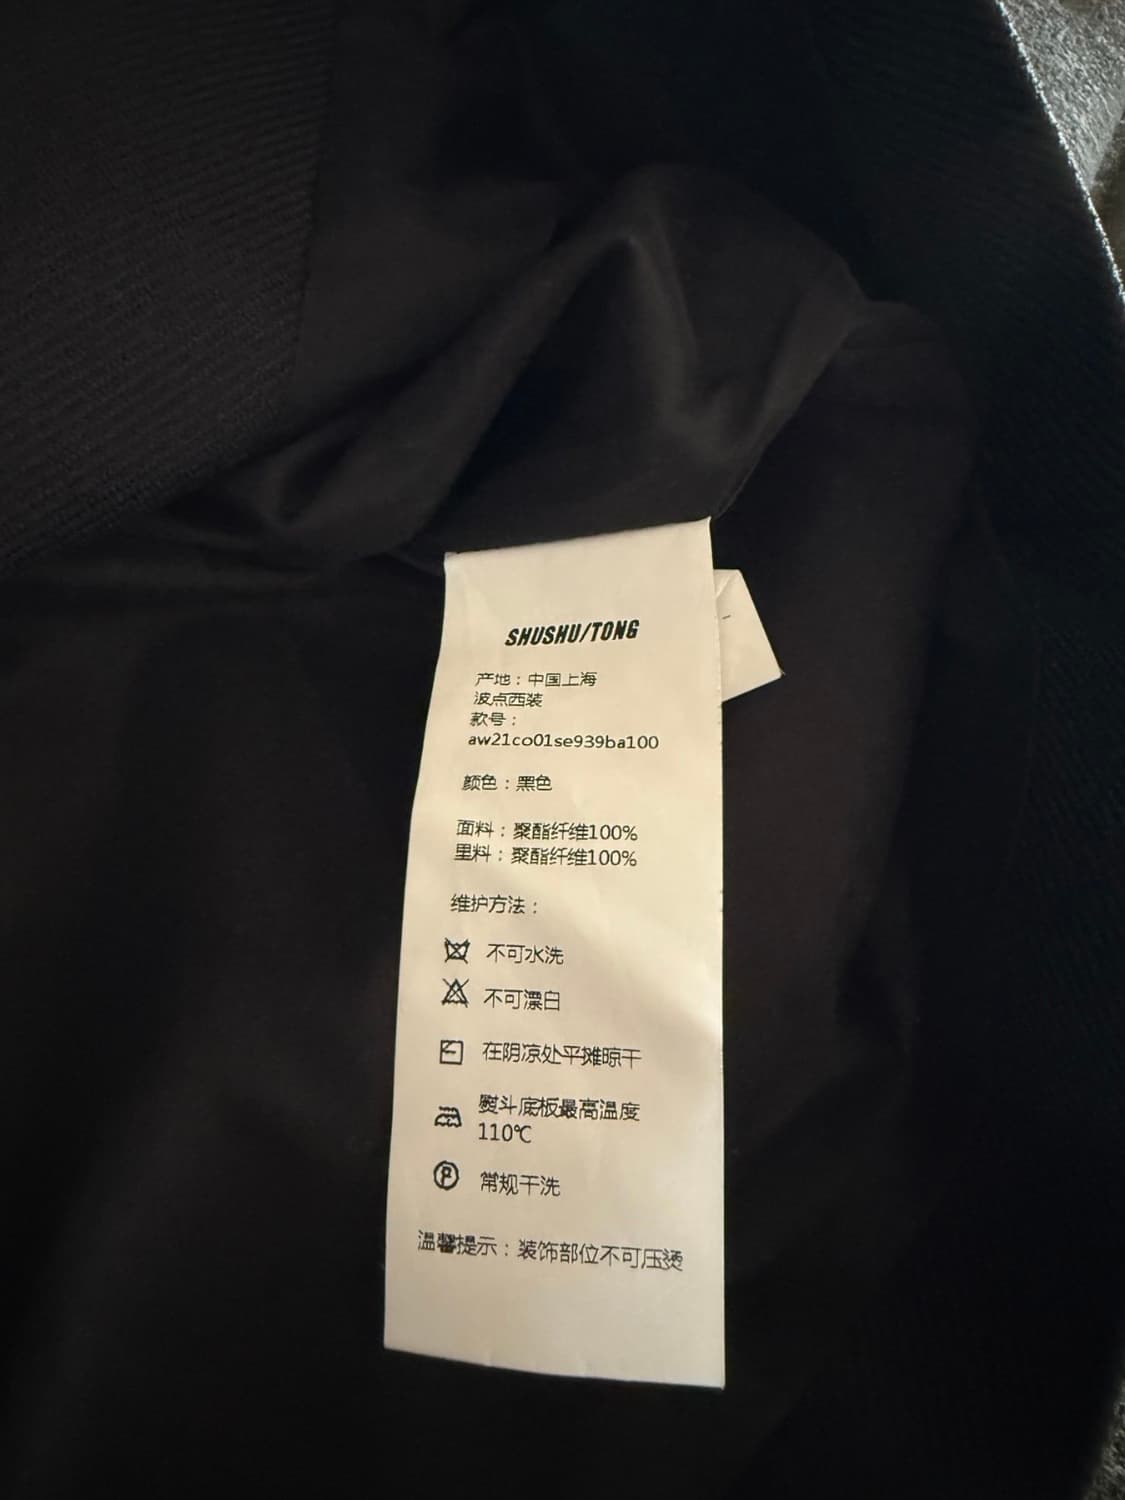 SHUSHU/TONG
产地：中国上海
波点西装
款号：
aw21co01se939ba100
颜色：黑色
面料：聚酯纤维100%
里料：聚酯纤维100%
维护方法：
不可水洗
不可漂白
在阴凉处平摊晾干
熨斗底板最高温度
110℃
P 常规干洗
温馨提示：装饰部位不可压烫